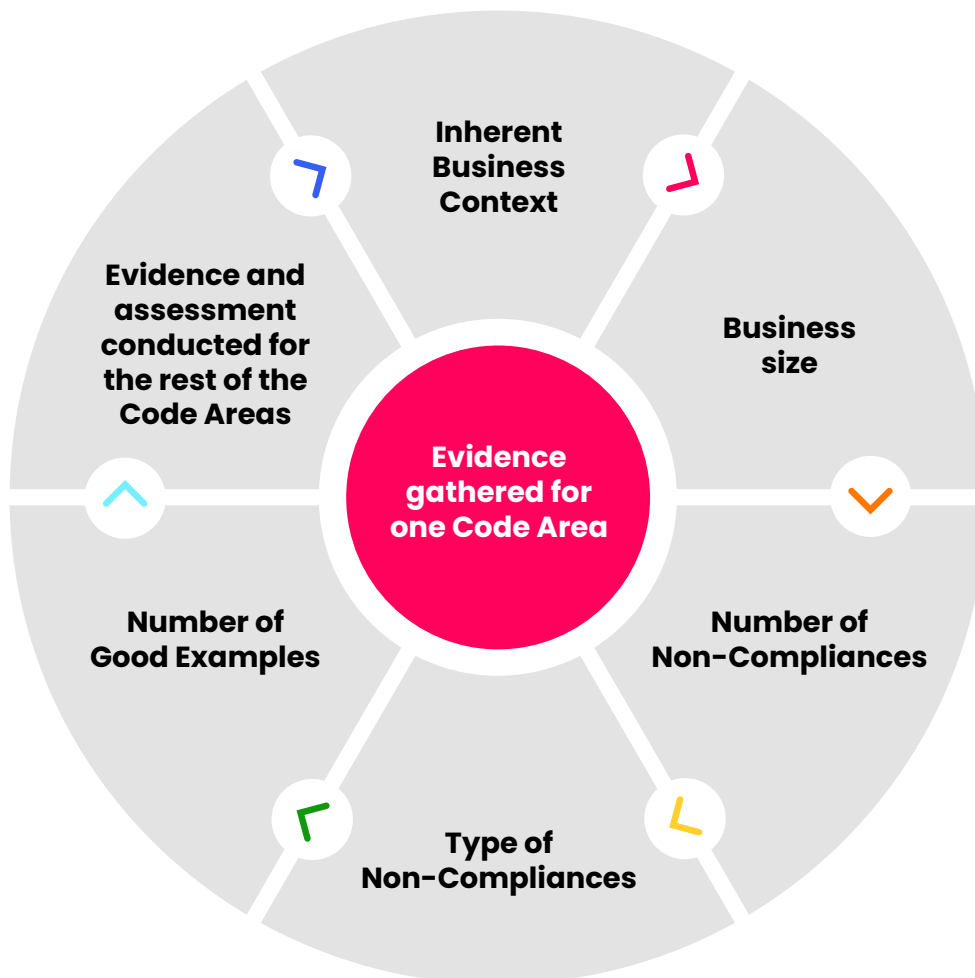 Inherent
Business
Context
Business
size
Number of
Non-Compliances
Type of
Non-Compliances
Number of
Good Examples
Evidence and
assessment
conducted for
the rest of the
Code Areas
Evidence
gathered for
one Code Area